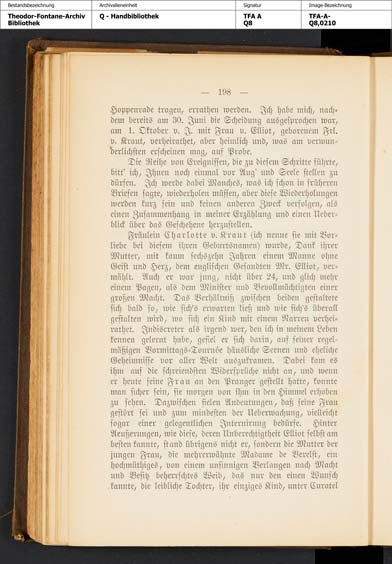 Bestandsbezeichnung Archivalieneinheit Signatur Image-Bezeichnung
Theodor-Fontane-Archiv Q - Handbibliothek TFA A TFA-A-
Bibliothek Q8 Q8,0210
— 198 —
Hoppenrade tragen, errathen werden. Ich habe mich, nach-
dem bereits am 30. Juni die Scheidung ausgesprochen war,
am 1. Oktober v. J. mit Frau v. Elliot, geborenem Frl.
v. Kraut, verheirathet, aber heimlich und, was am verwun-
derlichsten erscheinen mag, auf Probe.
Die Reihe von Ereignissen, die zu diesem Schritte führte,
bitt' ich, Ihnen noch einmal vor Aug' und Seele stellen zu
dürfen. Ich werde dabei Manches, was ich schon in früheren
Briefen sagte, wiederholen müssen, aber diese Wiederholungen
werden kurz sein und keinen anderen Zweck verfolgen, als
einen Zusammenhang in meiner Erzählung und einen Ueber-
blick über das Geschehene herzustellen.
Fräulein Charlotte v. Kraut (ich nenne sie mit Vor-
liebe bei diesem ihren Geburtsnamen) wurde, Dank ihrer
Mutter, mit kaum sechszehn Jahren einem Manne ohne
Geist und Herz, dem englischen Gesandten Mr. Elliot, ver-
mählt. Auch er war jung, nicht über 24, und glich mehr
einem Pagen, als dem Minister und Bevollmächtigten einer
großen Macht. Das Verhältniß zwischen beiden gestaltete
sich bald so, wie sich's erwarten ließ und wie sich's überall
gestalten wird, wo sich ein Kind mit einem Narren verhei-
rathet. Indiscreter als irgend wer, den ich in meinem Leben
kennen gelernt habe, gefiel er sich darin, auf seiner regel-
mäßigen Vormittags-Tournée häusliche Scenen und eheliche
Geheimnisse vor aller Welt auszukramen. Dabei kam es
ihm auf die schreiendsten Widersprüche nicht an, und wenn
er heute seine Frau an den Pranger gestellt hatte, konnte
man sicher sein, sie morgen von ihm in den Himmel erhoben
zu sehen. Dazwischen fielen Andeutungen, daß seine Frau
gestört sei und zum mindesten der Ueberwachung, vielleicht
sogar einer gelegentlichen Internirung bedürfe. Hinter
Aeußerungen, wie diese, deren Unberechtigtheit Elliot selbst am
besten kannte, stand übrigens nicht er, sondern die Mutter der
jungen Frau, die mehrerwähnte Madame de Verelst, ein
hochmüthiges, von einem unsinnigen Verlangen nach Macht
und Besitz beherrschtes Weib, das nur den einen Wunsch
kannte, die leibliche Tochter, ihr einziges Kind, unter Curatel